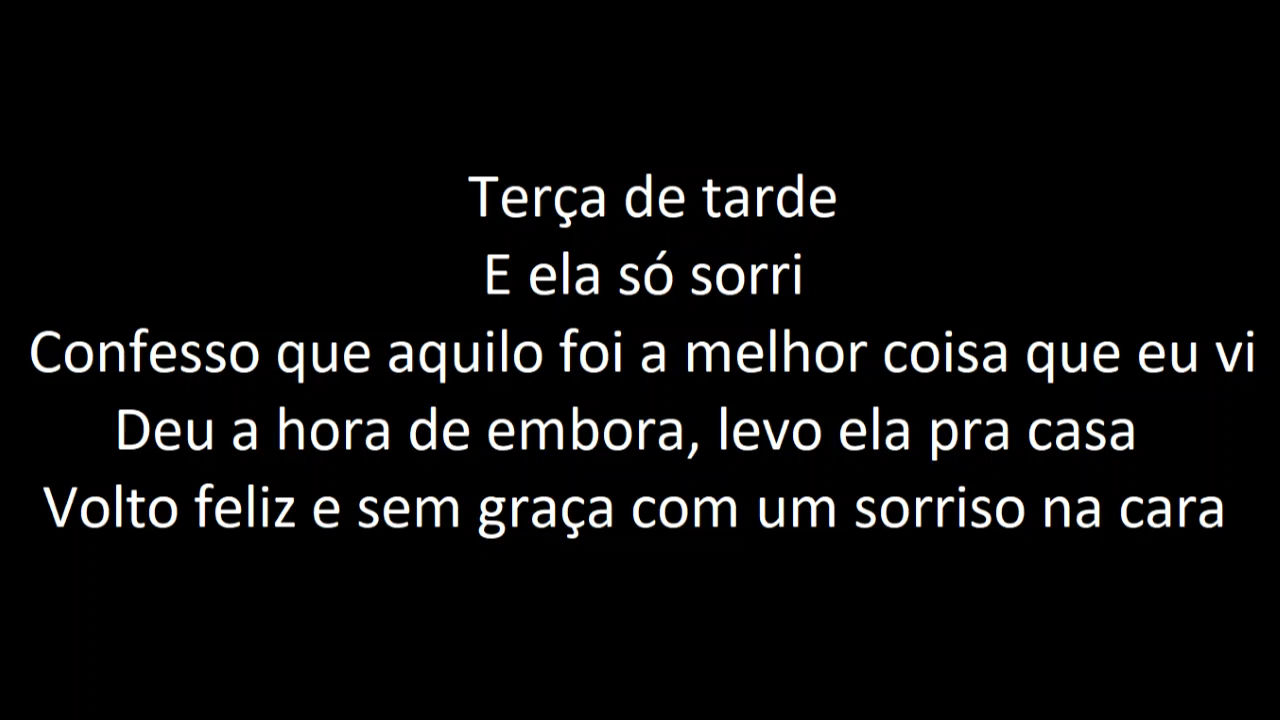 Terça de tarde
E ela só sorri
Confesso que aquilo foi a melhor coisa que eu vi
Deu a hora de embora, levo ela pra casa
Volto feliz e sem graça com um sorriso na cara